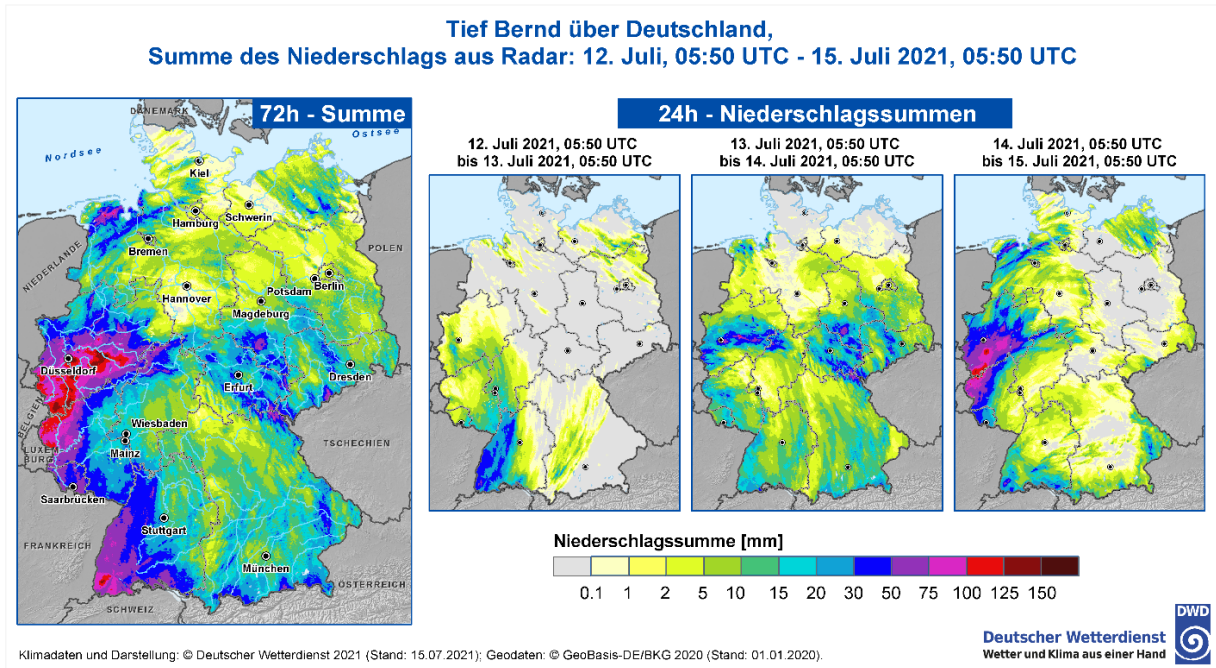 Tief Bernd über Deutschland,
Summe des Niederschlags aus Radar: 12. Juli, 05:50 UTC - 15. Juli 2021, 05:50 UTC
72h - Summe
DÄNEMARK
Nordsee
Ostsee
Kiel
Hamburg
Schwerin
Bremen
POLEN
NIEDERLANDE
Hannover
Potsdam
Berlin
Magdeburg
Düsseldorf
Erfurt
Dresden
BELGIEN
Wiesbaden
Mainz
LUXEM
BURG
TSCHECHIEN
Saarbrücken
Stuttgart
FRANKREICH
München
ÖSTERREICH
SCHWEIZ
24h - Niederschlagssummen
12. Juli 2021, 05:50 UTC
bis 13. Juli 2021, 05:50 UTC
13. Juli 2021, 05:50 UTC
bis 14. Juli 2021, 05:50 UTC
14. Juli 2021, 05:50 UTC
bis 15. Juli 2021, 05:50 UTC
Niederschlagssumme [mm]
0.1 1 2 5 10 15 20 30 50 75 100 125 150
DWD
Deutscher Wetterdienst
Wetter und Klima aus einer Hand
Klimadaten und Darstellung: © Deutscher Wetterdienst 2021 (Stand: 15.07.2021); Geodaten: © GeoBasis-DE/BKG 2020 (Stand: 01.01.2020).